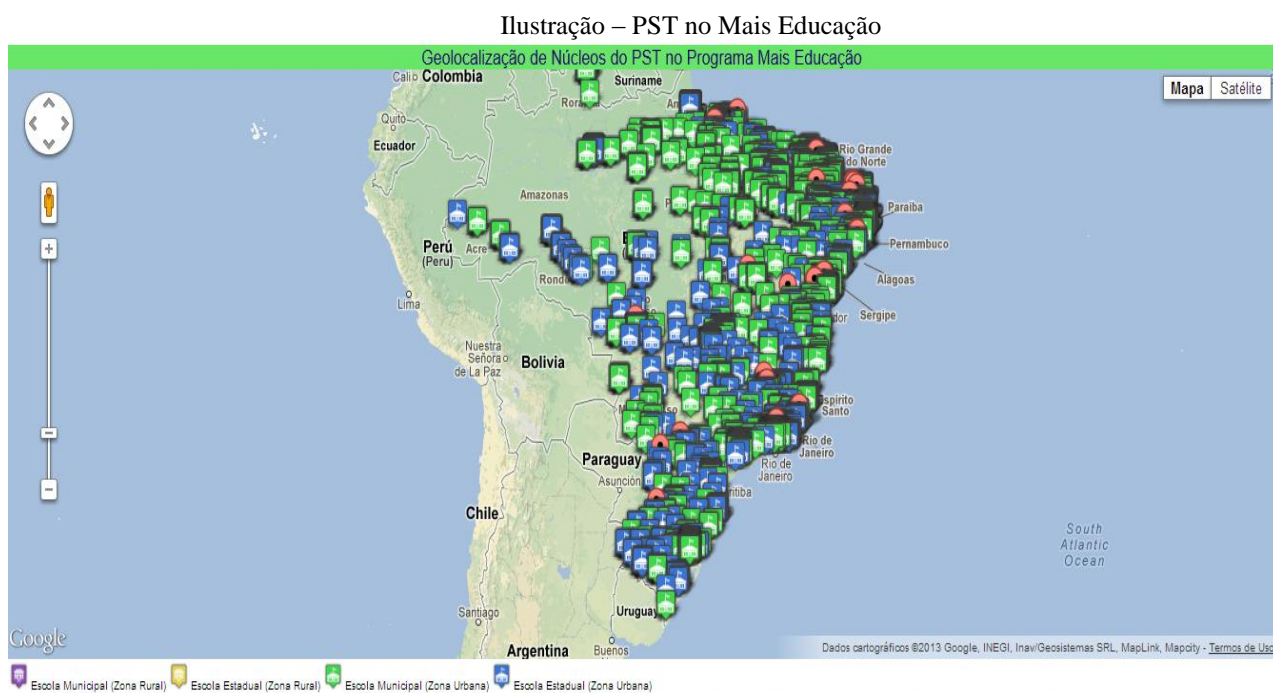 Ilustração – PST no Mais Educação
Geolocalização de Núcleos do PST no Programa Mais Educação
Cali Colombia
Suriname
Mapa Satélite
Quito
Ecuador
Rio Grande
do Norte
Amazonas
Paraiba
Perú
(Peru)
Acre
Pernambuco
Alagoas
Lima
Sergipe
Nuestra
Señora
de La Paz
Bolivia
Espirito
Santo
Rio de
Janeiro
Paraguay
Rio de
Janeiro
Asunción
Chile
South
Atlantic
Ocean
Santiago
Uruguay
Google
Argentina
Buenos
Dados cartográficos ©2013 Google, INEGI, Inav/Geosistemas SRL, MapLink, Mapcity - Termos de Uso
Escola Municipal (Zona Rural) Escola Estadual (Zona Rural) Escola Municipal (Zona Urbana) Escola Estadual (Zona Urbana)